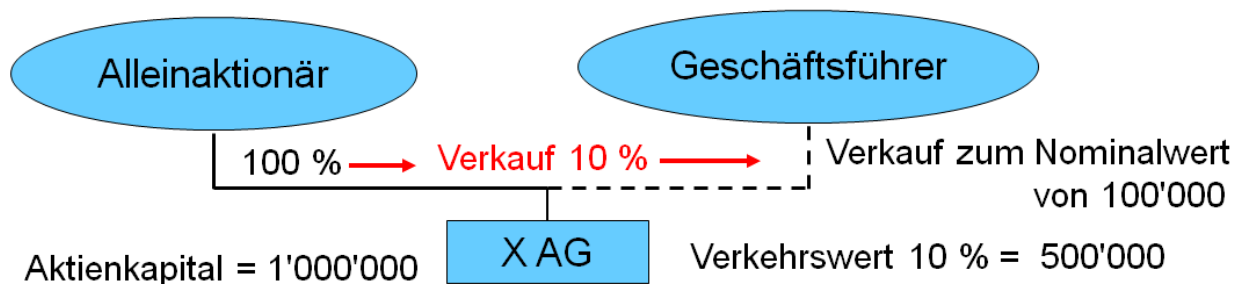 Alleinaktionär
Geschäftsführer
100 %
Verkauf 10 %
Verkauf zum Nominalwert
von 100'000
Aktienkapital = 1'000'000
X AG
Verkehrswert 10 % = 500'000